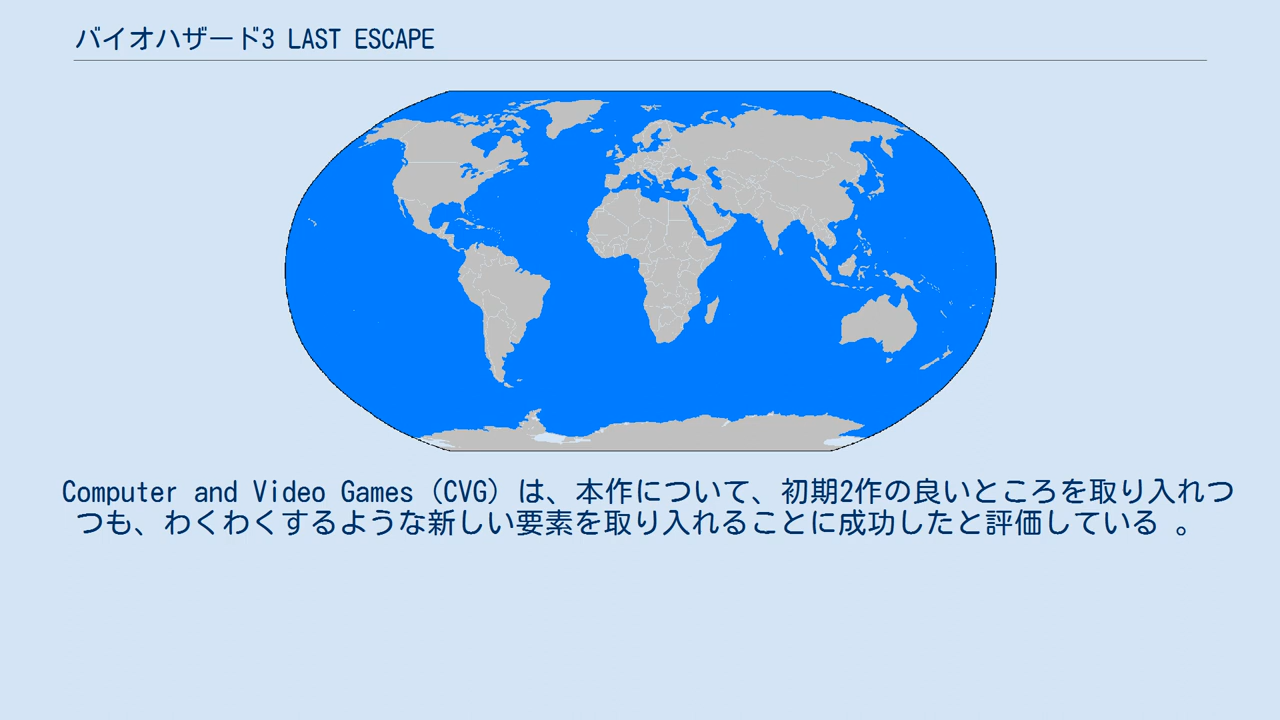 バイオハザード3 LAST ESCAPE
Computer and Video Games (CVG) は、本作について、初期2作の良いところを取り入れつ
つも、わくわくするような新しい要素を取り入れることに成功したと評価している 。